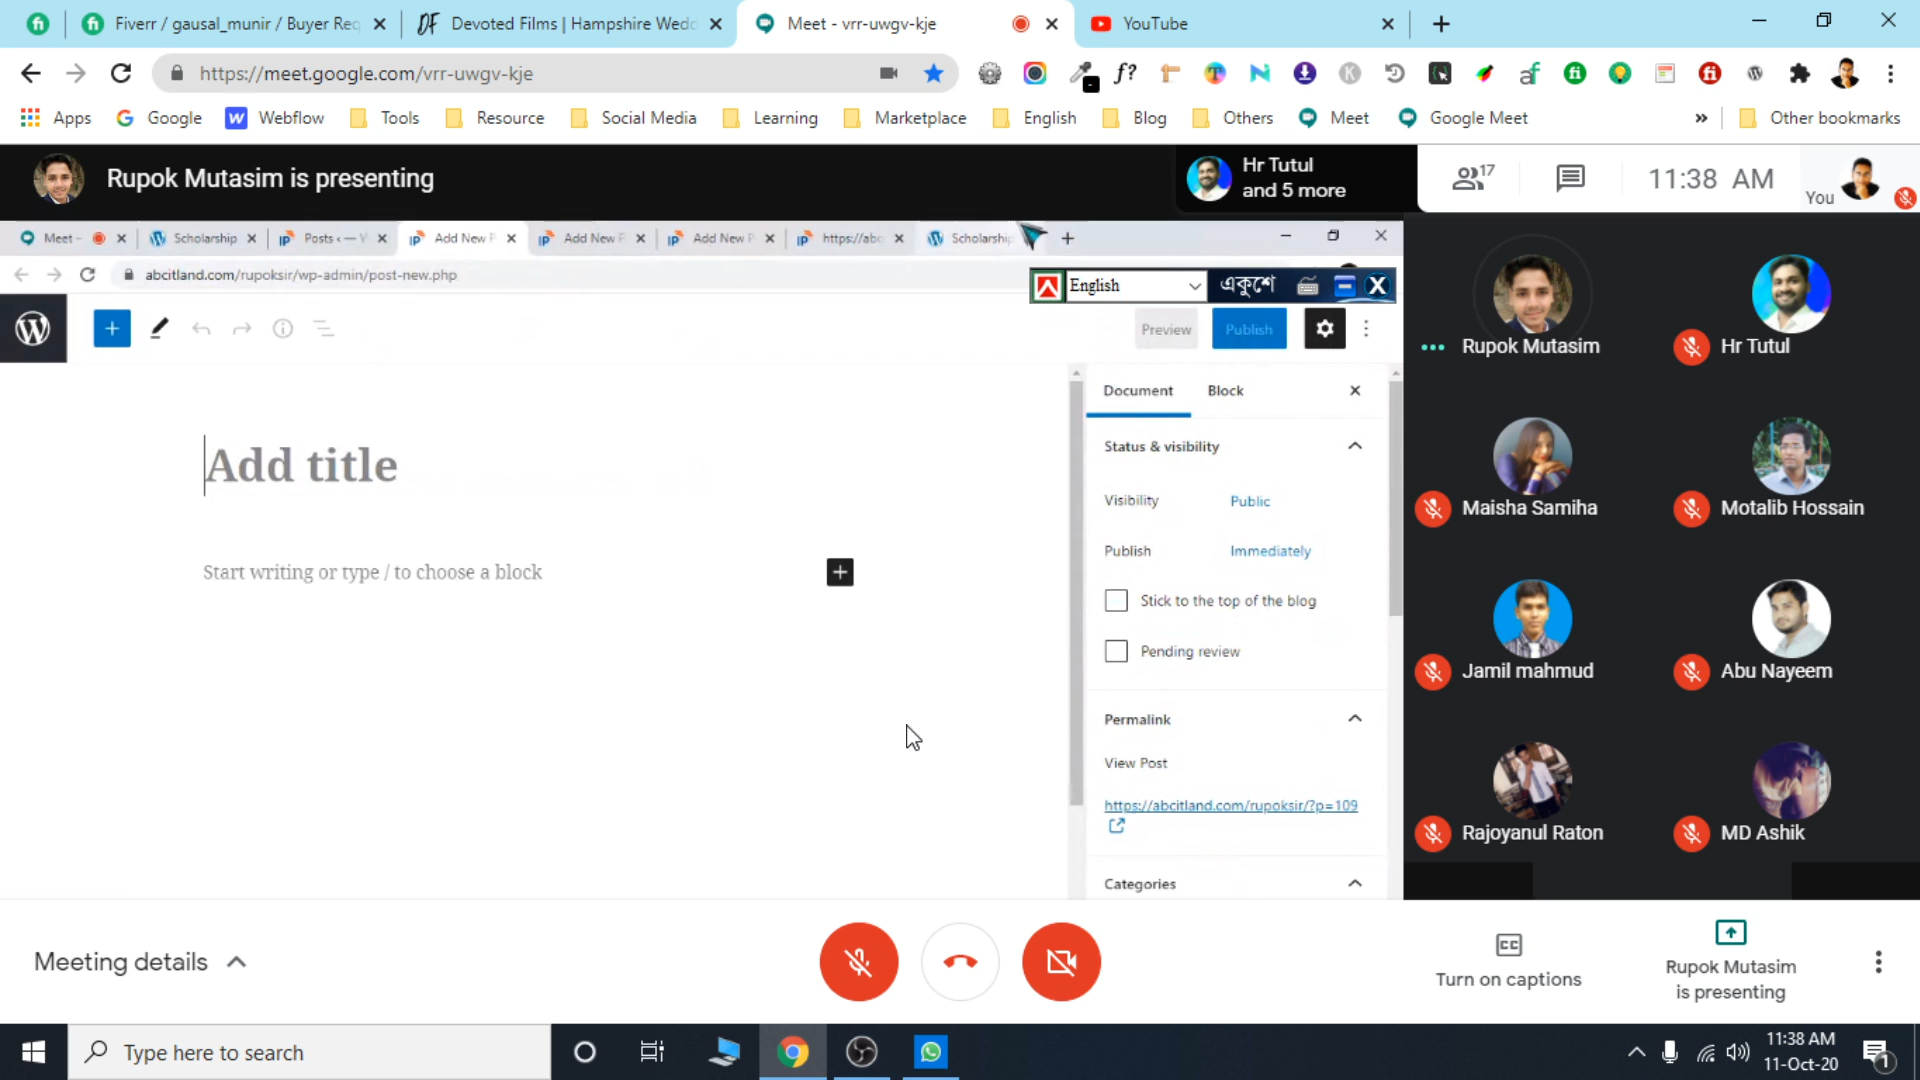 Fiverr / gausal_munir / Buyer Req
Devoted Films | Hampshire Wedd
Meet - vrr-uwgv-kje
YouTube
https://meet.google.com/vrr-uwgv-kje
Apps
Google
Webflow
Tools
Resource
Social Media
Learning
Marketplace
English
Blog
Others
Meet
Google Meet
Other bookmarks
Rupok Mutasim is presenting
Hr Tutul
and 5 more
17
11:38 AM
You
Meet -
Scholarship
Posts ‹ — V
Add New P
Add New P
Add New P
https://abc
Scholarship
abcitland.com/rupoksir/wp-admin/post-new.php
English
একুশে
Preview
Publish
Document
Block
Add title
Start writing or type / to choose a block
Status & visibility
Visibility
Public
Publish
Immediately
Stick to the top of the blog
Pending review
Permalink
View Post
https://abcitland.com/rupoksir/?p=109
Categories
Rupok Mutasim
Hr Tutul
Maisha Samiha
Motalib Hossain
Jamil mahmud
Abu Nayeem
Rajoyanul Raton
MD Ashik
Meeting details
CC
Turn on captions
Rupok Mutasim
is presenting
Type here to search
11:38 AM
11-Oct-20
1